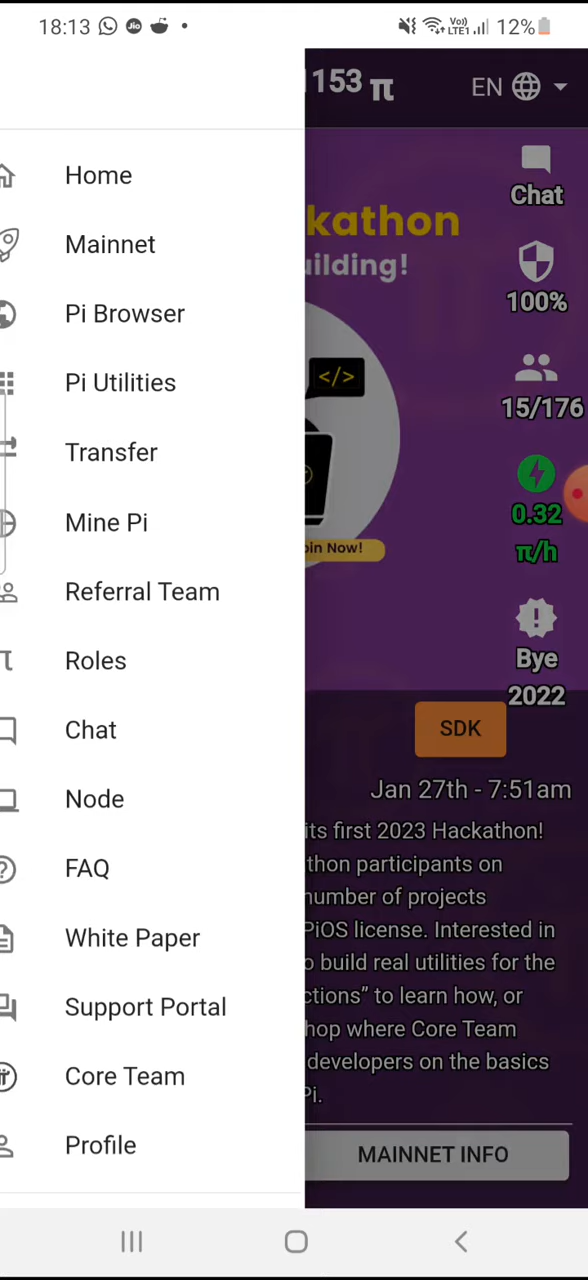 18:13 Jio Vo) LTE1 12%
1153 π EN
Home
Mainnet
Pi Browser
Pi Utilities
Transfer
Mine Pi
Referral Team
Roles
Chat
Node
FAQ
White Paper
Support Portal
Core Team
Profile
kathon
uilding!
</>
oin Now!
Chat
100%
15/176
0.32
π/h
Bye
2022
SDK
Jan 27th - 7:51am
its first 2023 Hackathon!
thon participants on
number of projects
PiOS license. Interested in
o build real utilities for the
ctions” to learn how, or
hop where Core Team
developers on the basics
Pi.
MAINNET INFO